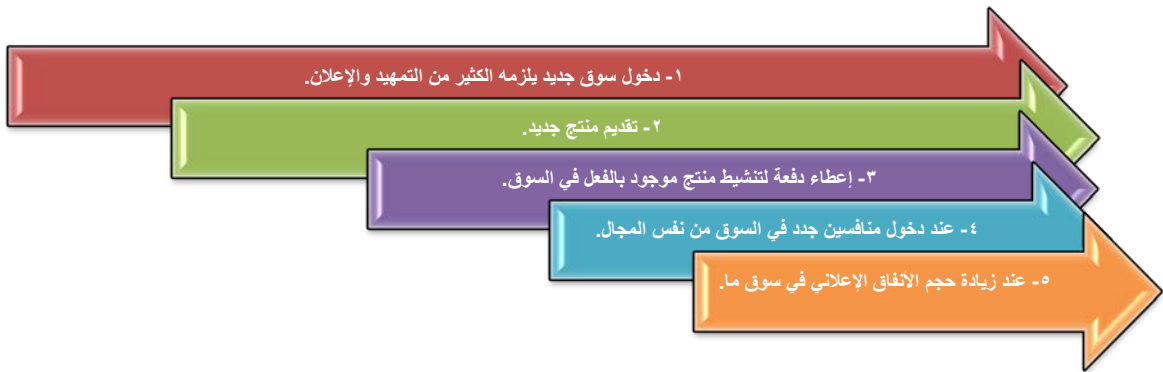 ١- دخول سوق جديد يلزمه الكثير من التمهيد والإعلان.
٢- تقديم منتج جديد.
٣- إعطاء دفعة لتنشيط منتج موجود بالفعل في السوق.
٤- عند دخول منافسين جدد في السوق من نفس المجال.
٥- عند زيادة حجم الأنفاق الإعلاني في سوق ما.